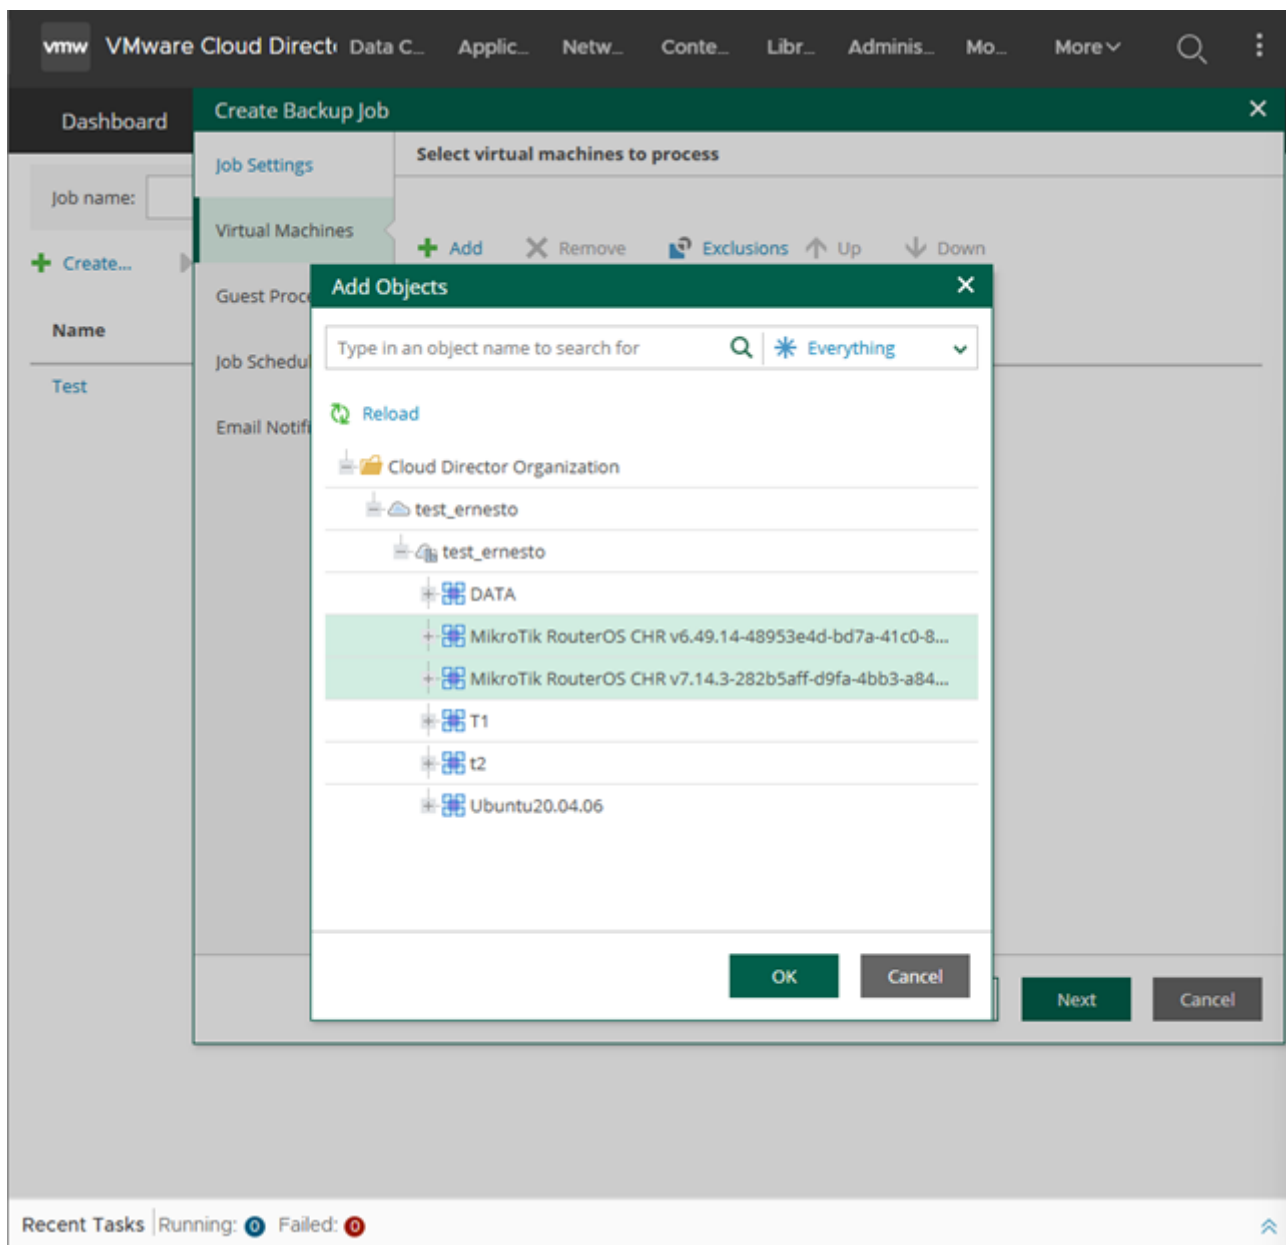 vmw VMware Cloud Direct Data C... Applic... Netw... Conte... Libr... Adminis... Mo... More
Dashboard
Create Backup Job
Job Settings
Select virtual machines to process
Job name:
Virtual Machines
Add Remove Exclusions Up Down
Create...
Guest Proce
Add Objects
Name
Type in an object name to search for Everything
Job Schedul
Test
Reload
Email Notifi
Cloud Director Organization
test_ernesto
test_ernesto
DATA
MikroTik RouterOS CHR v6.49.14-48953e4d-bd7a-41c0-8...
MikroTik RouterOS CHR v7.14.3-282b5aff-d9fa-4bb3-a84...
T1
t2
Ubuntu20.04.06
OK Cancel
Next Cancel
Recent Tasks Running: 0 Failed: 0